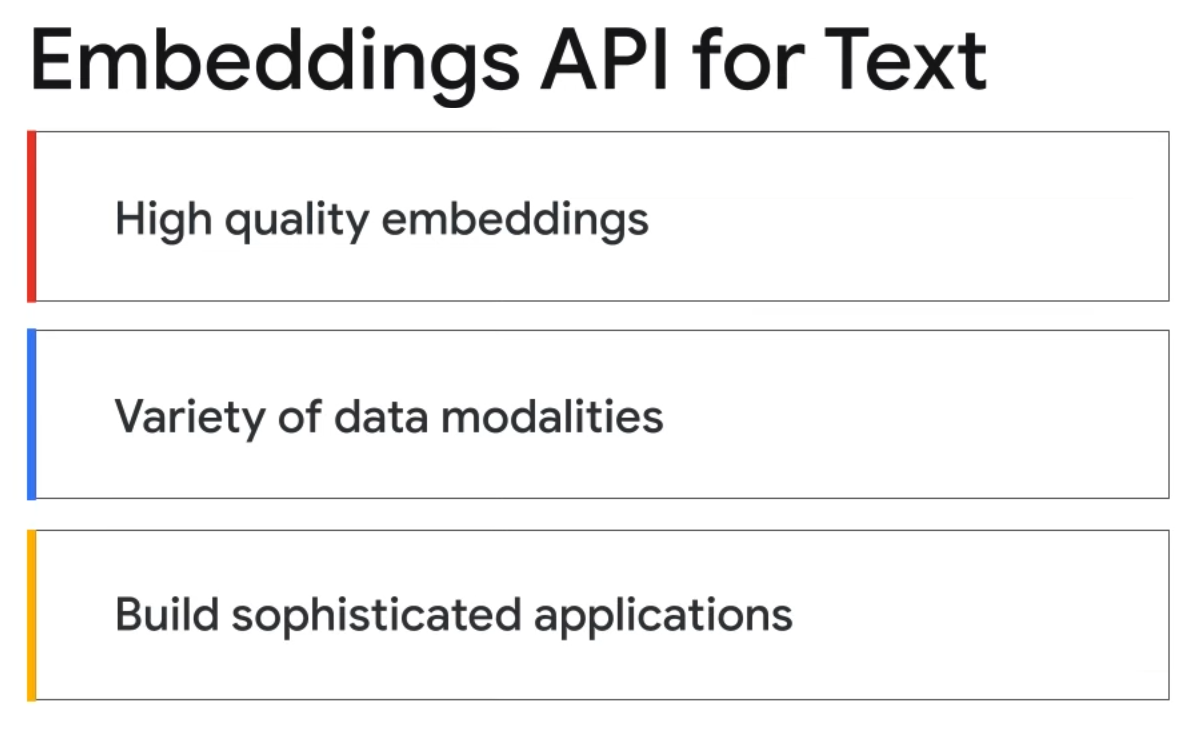 Embeddings API for Text
High quality embeddings
Variety of data modalities
Build sophisticated applications